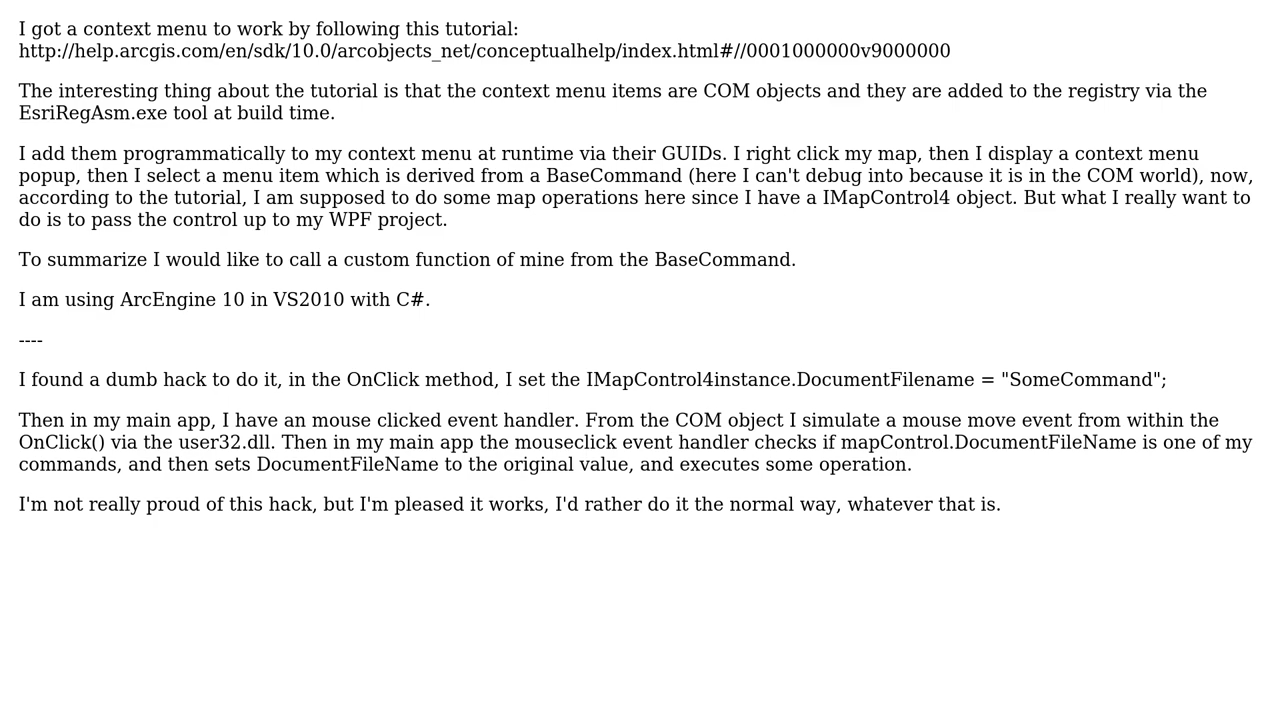 I got a context menu to work by following this tutorial:
http://help.arcgis.com/en/sdk/10.0/arcobjects_net/conceptualhelp/index.html#//0001000000v9000000
The interesting thing about the tutorial is that the context menu items are COM objects and they are added to the registry via the
EsriRegAsm.exe tool at build time.
I add them programmatically to my context menu at runtime via their GUIDs. I right click my map, then I display a context menu
popup, then I select a menu item which is derived from a BaseCommand (here I can't debug into because it is in the COM world), now,
according to the tutorial, I am supposed to do some map operations here since I have a IMapControl4 object. But what I really want to
do is to pass the control up to my WPF project.
To summarize I would like to call a custom function of mine from the BaseCommand.
I am using ArcEngine 10 in VS2010 with C#.
----
I found a dumb hack to do it, in the OnClick method, I set the IMapControl4instance.DocumentFilename = "SomeCommand";
Then in my main app, I have an mouse clicked event handler. From the COM object I simulate a mouse move event from within the
OnClick() via the user32.dll. Then in my main app the mouseclick event handler checks if mapControl.DocumentFileName is one of my
commands, and then sets DocumentFileName to the original value, and executes some operation.
I'm not really proud of this hack, but I'm pleased it works, I'd rather do it the normal way, whatever that is.